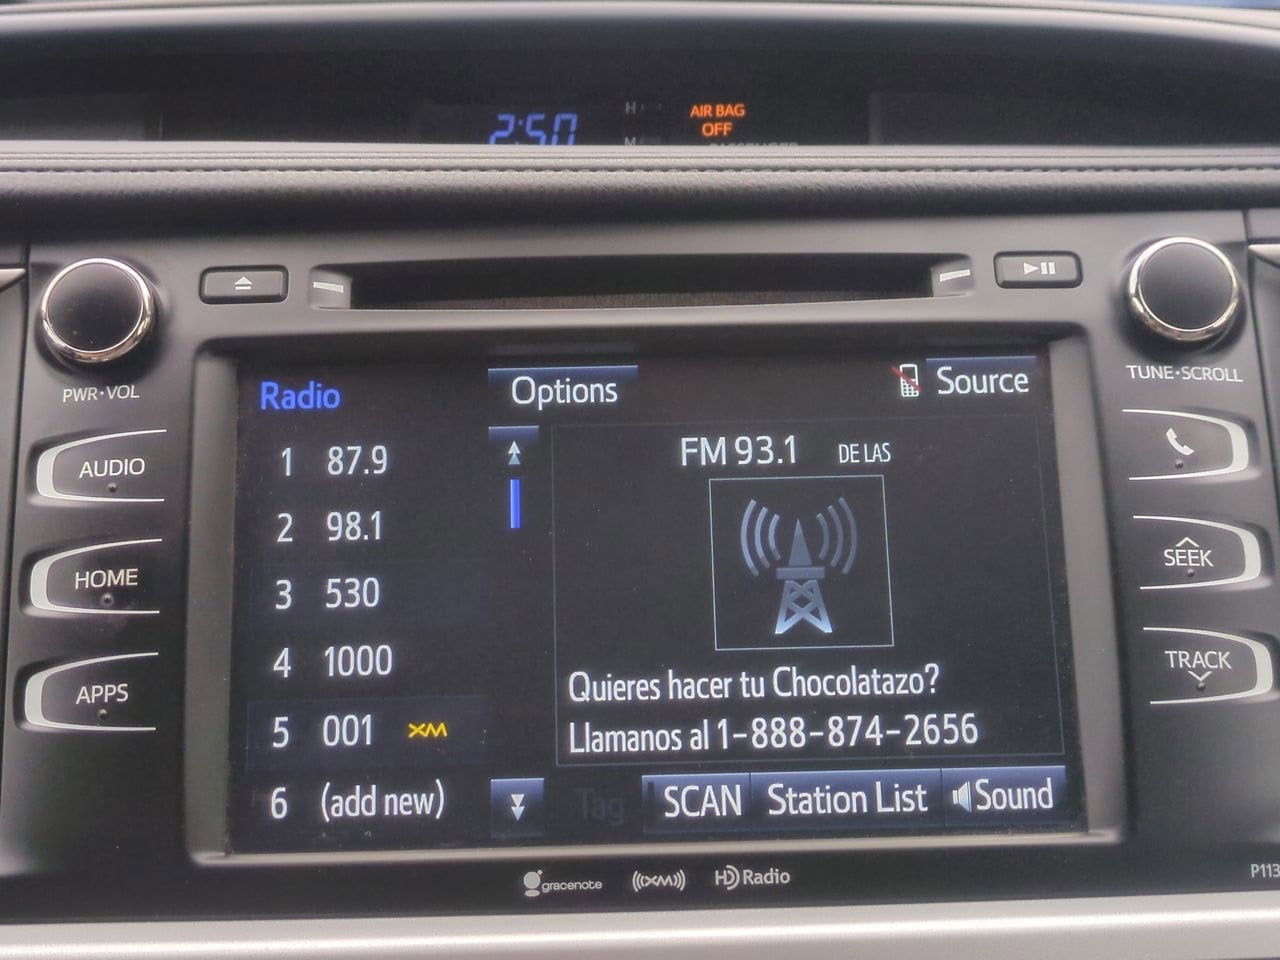 2:50
H
AIR BAG
OFF
M
PASSENGER
PWR•VOL
TUNE•SCROLL
AUDIO
HOME
APPS
SEEK
TRACK
Radio
Options
Source
1 87.9
2 98.1
3 530
4 1000
5 001 XM
6 (add new)
FM 93.1 DE LAS
Quieres hacer tu Chocolatazo?
Llamanos al 1-888-874-2656
Tag
SCAN
Station List
Sound
gracenote
((XM))
HD Radio
P113